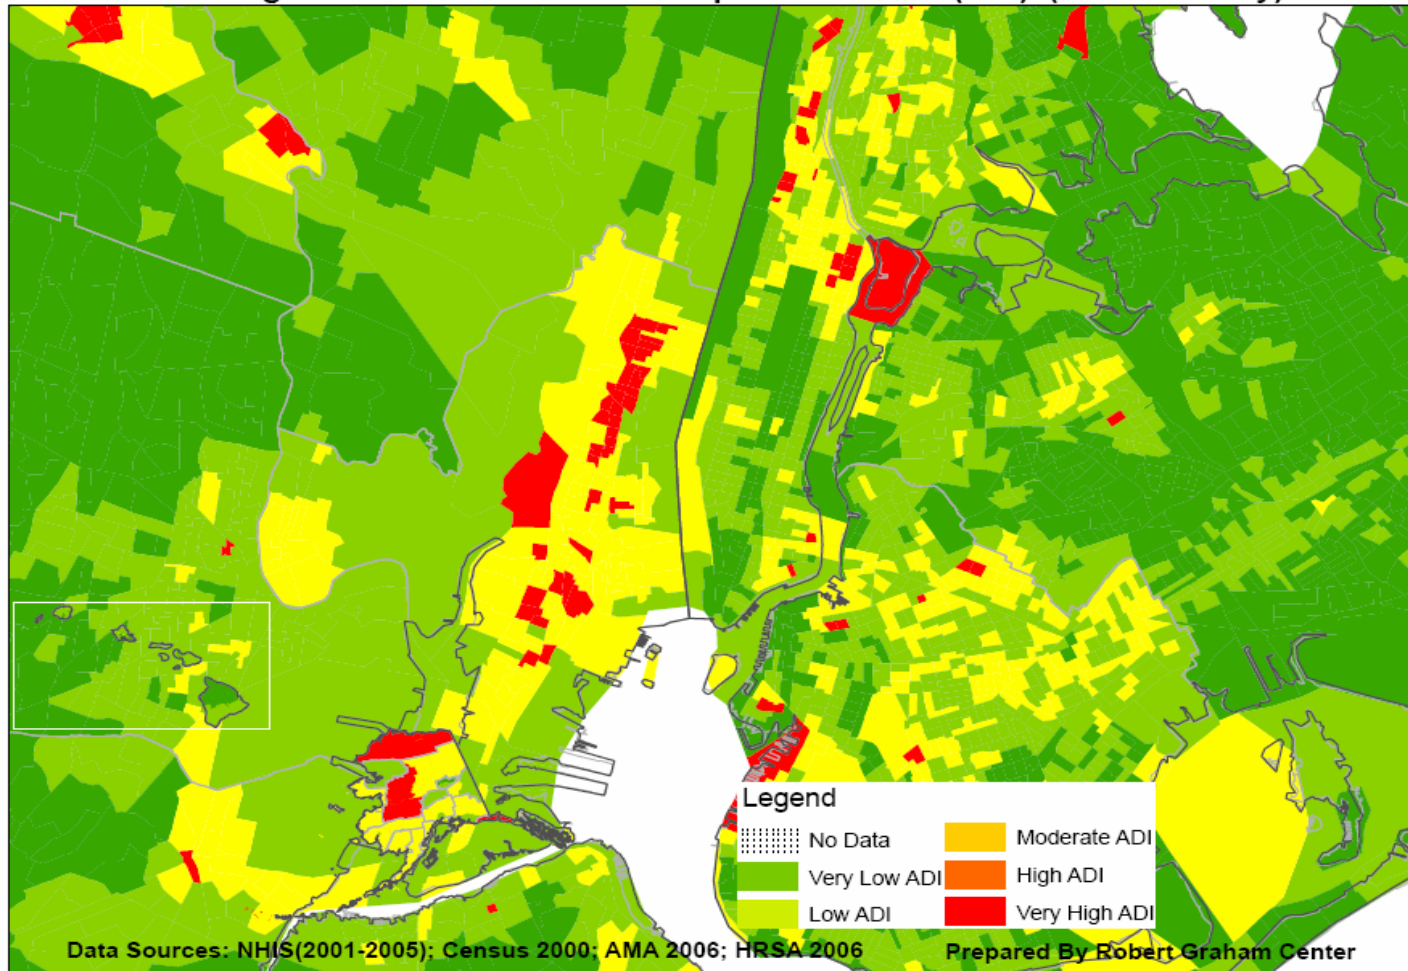 Legend
No Data
Very Low ADI
Low ADI
Moderate ADI
High ADI
Very High ADI
Data Sources: NHIS(2001-2005); Census 2000; AMA 2006; HRSA 2006
Prepared By Robert Graham Center